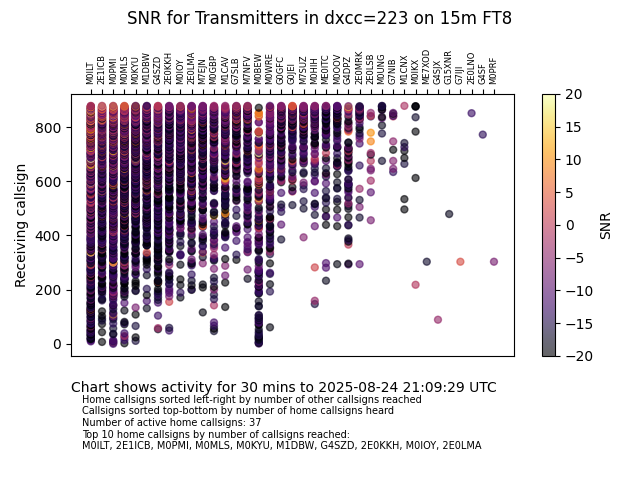 SNR for Transmitters in dxcc=223 on 15m FT8
M0ILT 2E1ICB M0PMI M0MLS M0KYU M1DBW G4SZD 2E0KKH M0IOY 2E0LMA M7EJN M0GBP M1CAV G7SLB M7NFV M0BEW M0WRE G0GFC G0JEI M7SUZ M0HIH ME0ITC M0OOV G4DPZ 2E0MRK 2E0LSB M0UNG G7NIB M1CNX M0IKX ME7XOD G4SJX G1SXNR G7IJI 2E0LNO G4SF M0PRF
Receiving callsign
800
600
400
200
0
20
15
10
5
0
−5
−10
−15
−20
SNR
Chart shows activity for 30 mins to 2025-08-24 21:09:29 UTC
Home callsigns sorted left-right by number of other callsigns reached
Callsigns sorted top-bottom by number of home callsigns heard
Number of active home callsigns: 37
Top 10 home callsigns by number of callsigns reached:
M0ILT, 2E1ICB, M0PMI, M0MLS, M0KYU, M1DBW, G4SZD, 2E0KKH, M0IOY, 2E0LMA